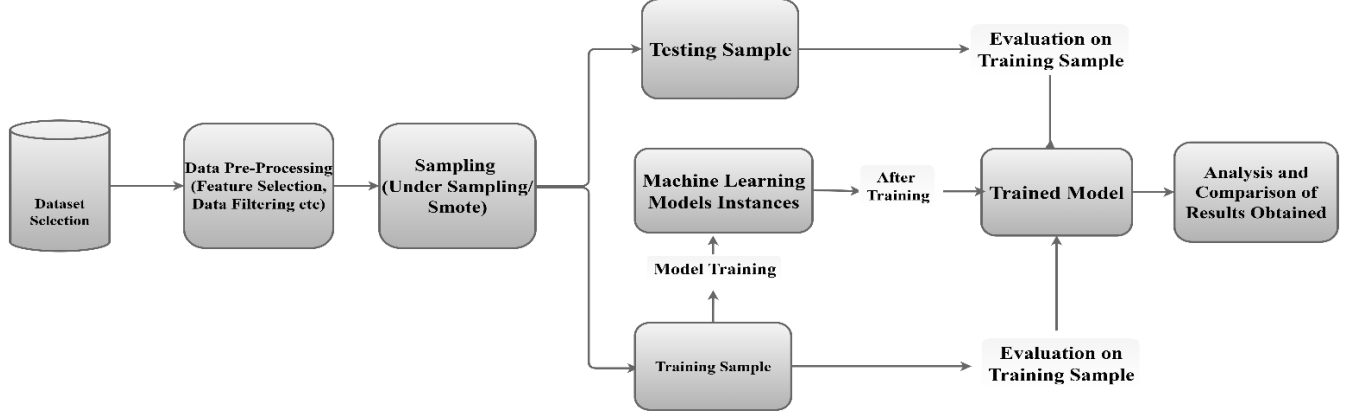 Dataset
Selection
Data Pre-Processing
(Feature Selection,
Data Filtering etc)
Sampling
(Under Sampling/
Smote)
Testing Sample
Evaluation on
Training Sample
Machine Learning
Models Instances
After
Training
Trained Model
Analysis and
Comparison of
Results Obtained
Model Training
Training Sample
Evaluation on
Training Sample